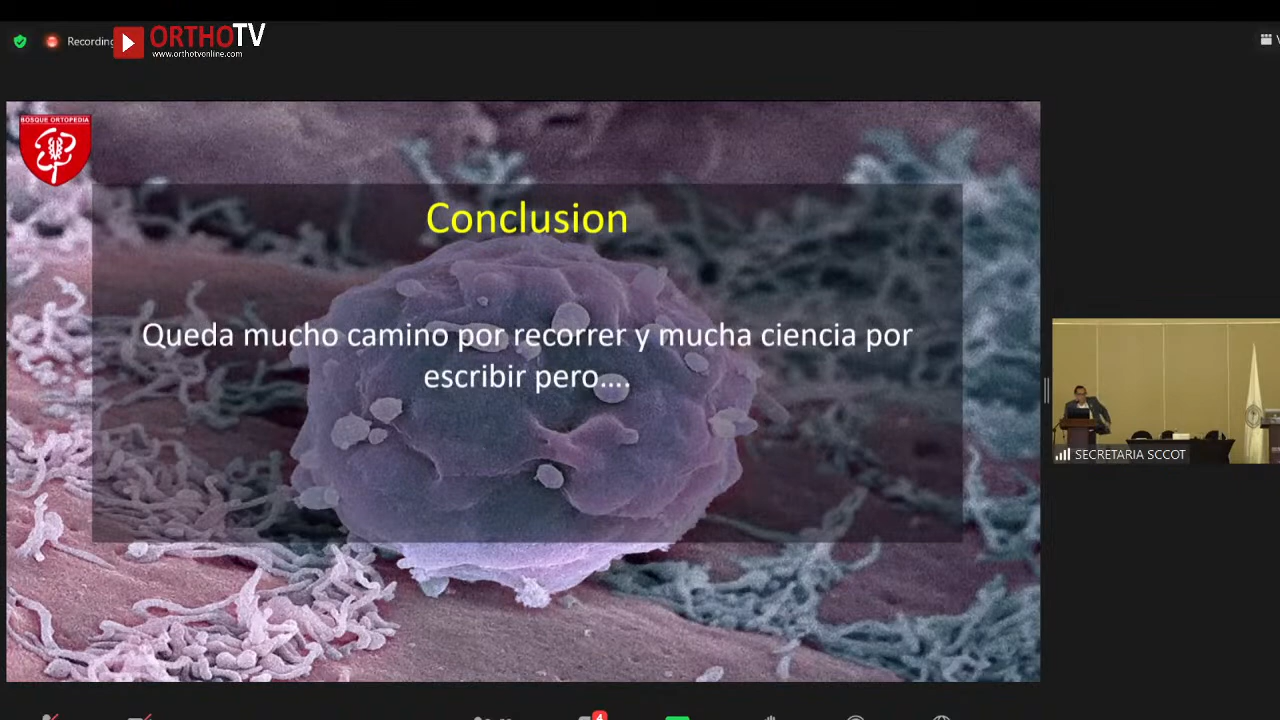 Recording
ORTHOTV
www.orthotvonline.com
BOSQUE ORTOPEDIA
Conclusion
Queda mucho camino por recorrer y mucha ciencia por
escribir pero....
SECRETARIA SCCOT
4